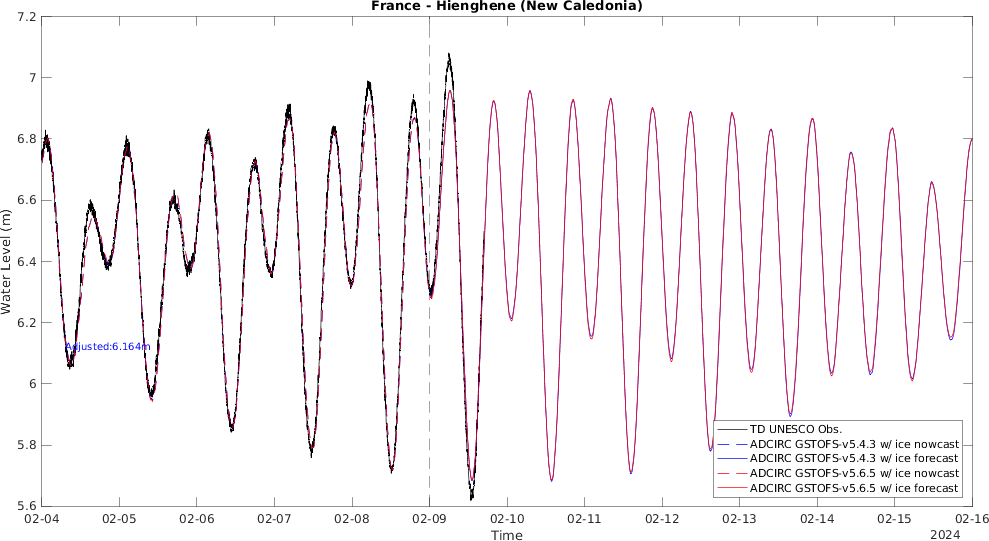 France - Hienghene (New Caledonia)
7.2
7
6.8
6.6
6.4
6.2
6
5.8
5.6
Water Level (m)
Adjusted:6.164m
TD UNESCO Obs.
ADCIRC GSTOFS-v5.4.3 w/ ice nowcast
ADCIRC GSTOFS-v5.4.3 w/ ice forecast
ADCIRC GSTOFS-v5.6.5 w/ ice nowcast
ADCIRC GSTOFS-v5.6.5 w/ ice forecast
02-04 02-05 02-06 02-07 02-08 02-09 02-10 02-11 02-12 02-13 02-14 02-15 02-16
Time
2024